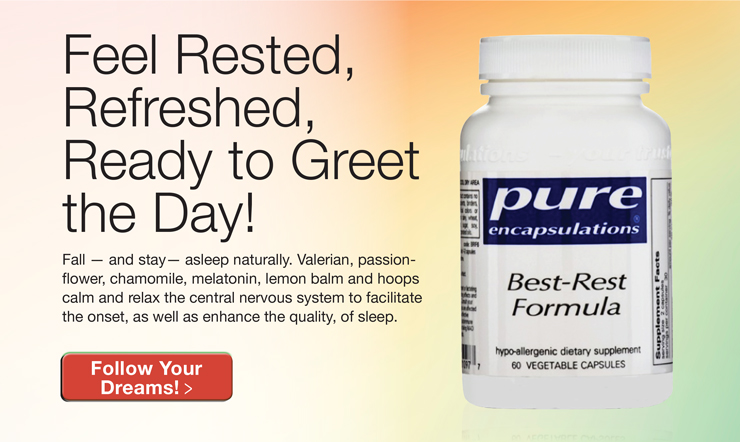 Feel Rested,
Refreshed,
Ready to Greet
the Day!
Fall — and stay— asleep naturally. Valerian, passion-
flower, chamomile, melatonin, lemon balm and hoops
calm and relax the central nervous system to facilitate
the onset, as well as enhance the quality, of sleep.
Follow Your
Dreams! >
pure
encapsulations®
Best-Rest
Formula
hypo-allergenic dietary supplement
60 VEGETABLE CAPSULES
Supplement Facts